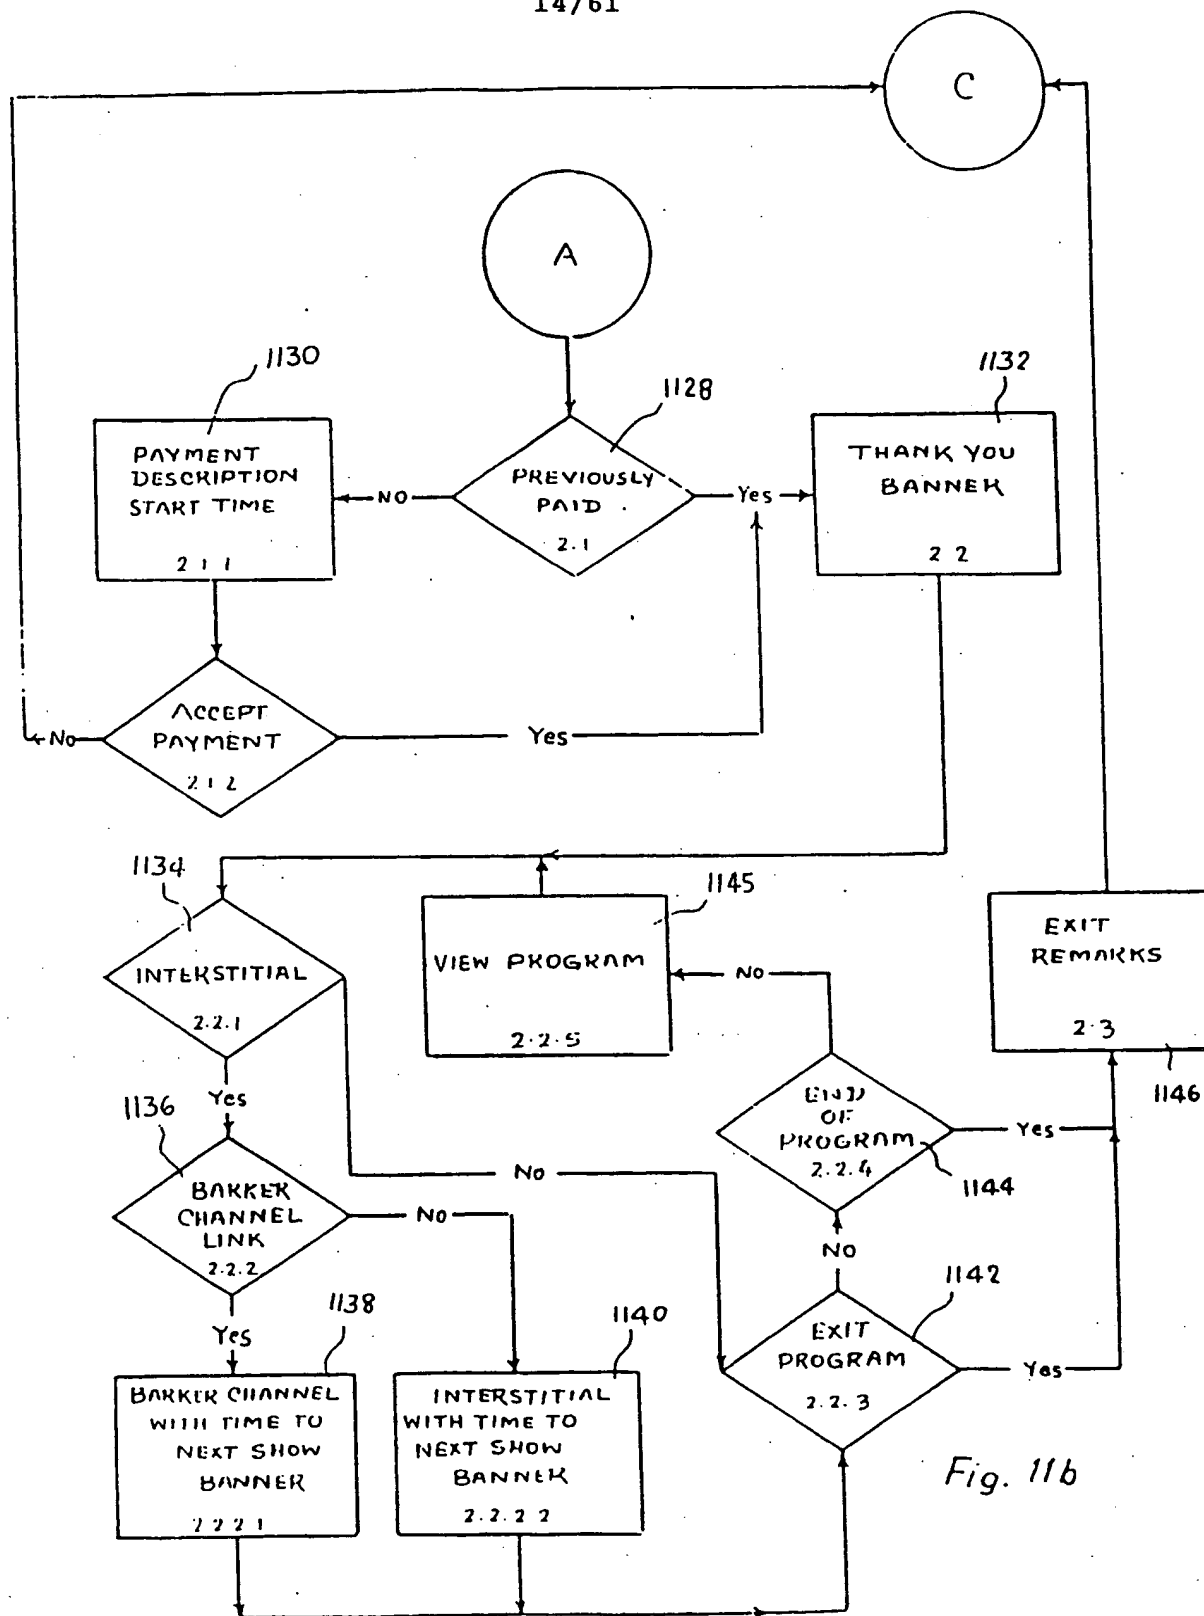 14/61
C
A
1130
PAYMENT
DESCRIPTION
START TIME
2 1 1
1128
PREVIOUSLY
PAID
2.1
NO
Yes
1132
THANK YOU
BANNER
2 2
ACCEPT
PAYMENT
2 1 2
No
Yes
1134
INTERSTITIAL
2.2.1
1145
VIEW PROGRAM
2.2.5
NO
EXIT
REMARKS
2.3
1146
Yes
1136
BARKER
CHANNEL
LINK
2.2.2
No
No
END
OF
PROGRAM
2.2.4
1144
Yes
NO
Yes
1138
BARKER CHANNEL
WITH TIME TO
NEXT SHOW
BANNER
2 2 2 1
1140
INTERSTITIAL
WITH TIME TO
NEXT SHOW
BANNER
2.2.2 2
1142
EXIT
PROGRAM
2.2.3
Yes
Fig. 11b